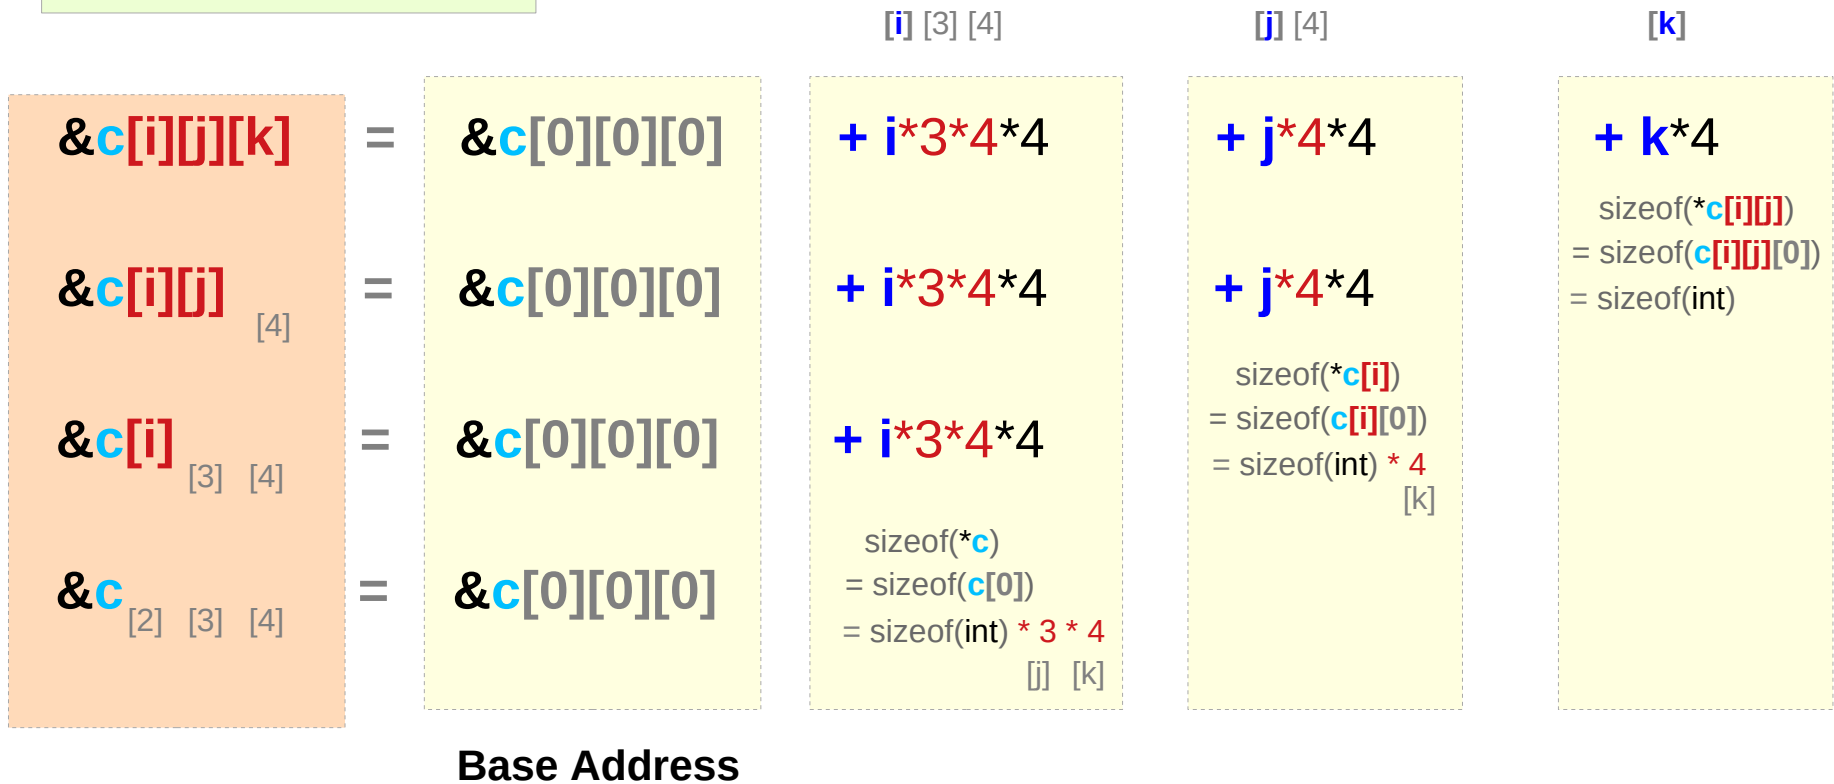 [i] [3] [4] [j] [4] [k]
&c[i][j][k] = &c[0][0][0] + i*3*4*4 + j*4*4 + k*4
sizeof(*c[i][j])
= sizeof(c[i][j][0])
= sizeof(int)
&c[i][j] = &c[0][0][0] + i*3*4*4 + j*4*4
[4]
sizeof(*c[i])
= sizeof(c[i][0])
= sizeof(int) * 4
[k]
&c[i] = &c[0][0][0] + i*3*4*4
[3] [4]
sizeof(*c)
= sizeof(c[0])
= sizeof(int) * 3 * 4
[j] [k]
&c = &c[0][0][0]
[2] [3] [4]
Base Address